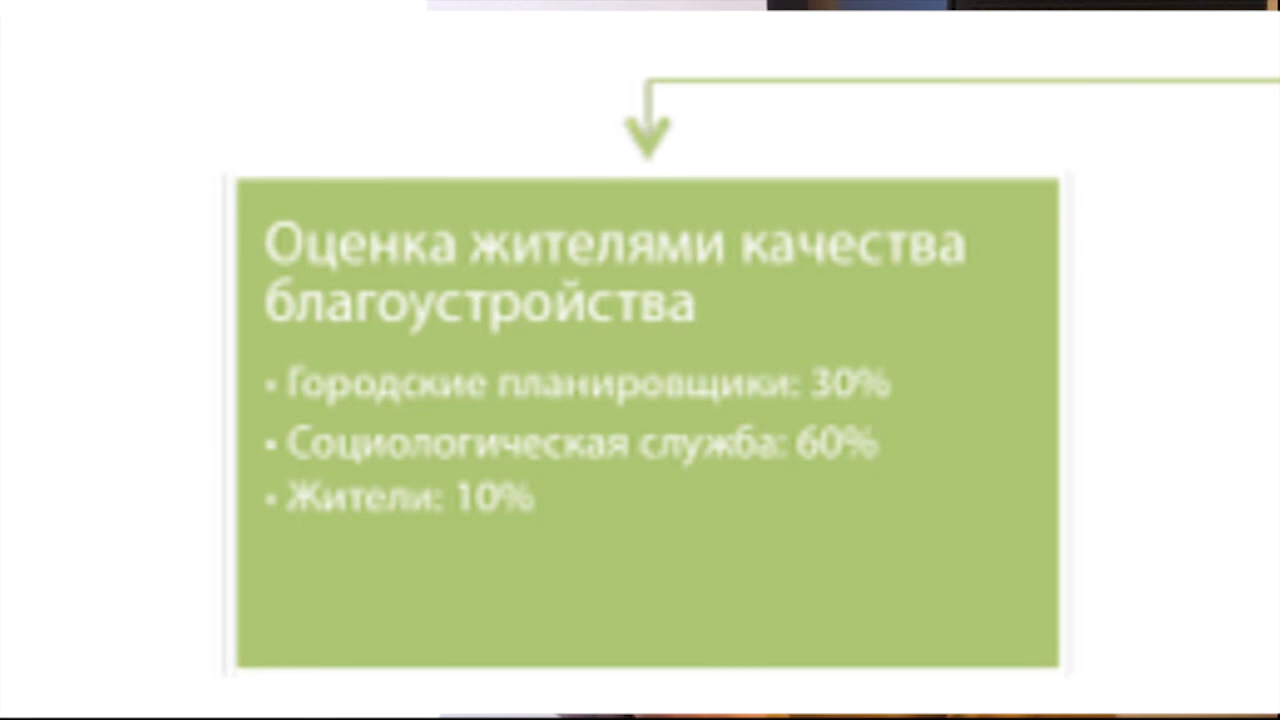 Оценка жителями качества
благоустройства
• Городские планировщики: 30%
• Социологическая служба: 60%
• Жители: 10%